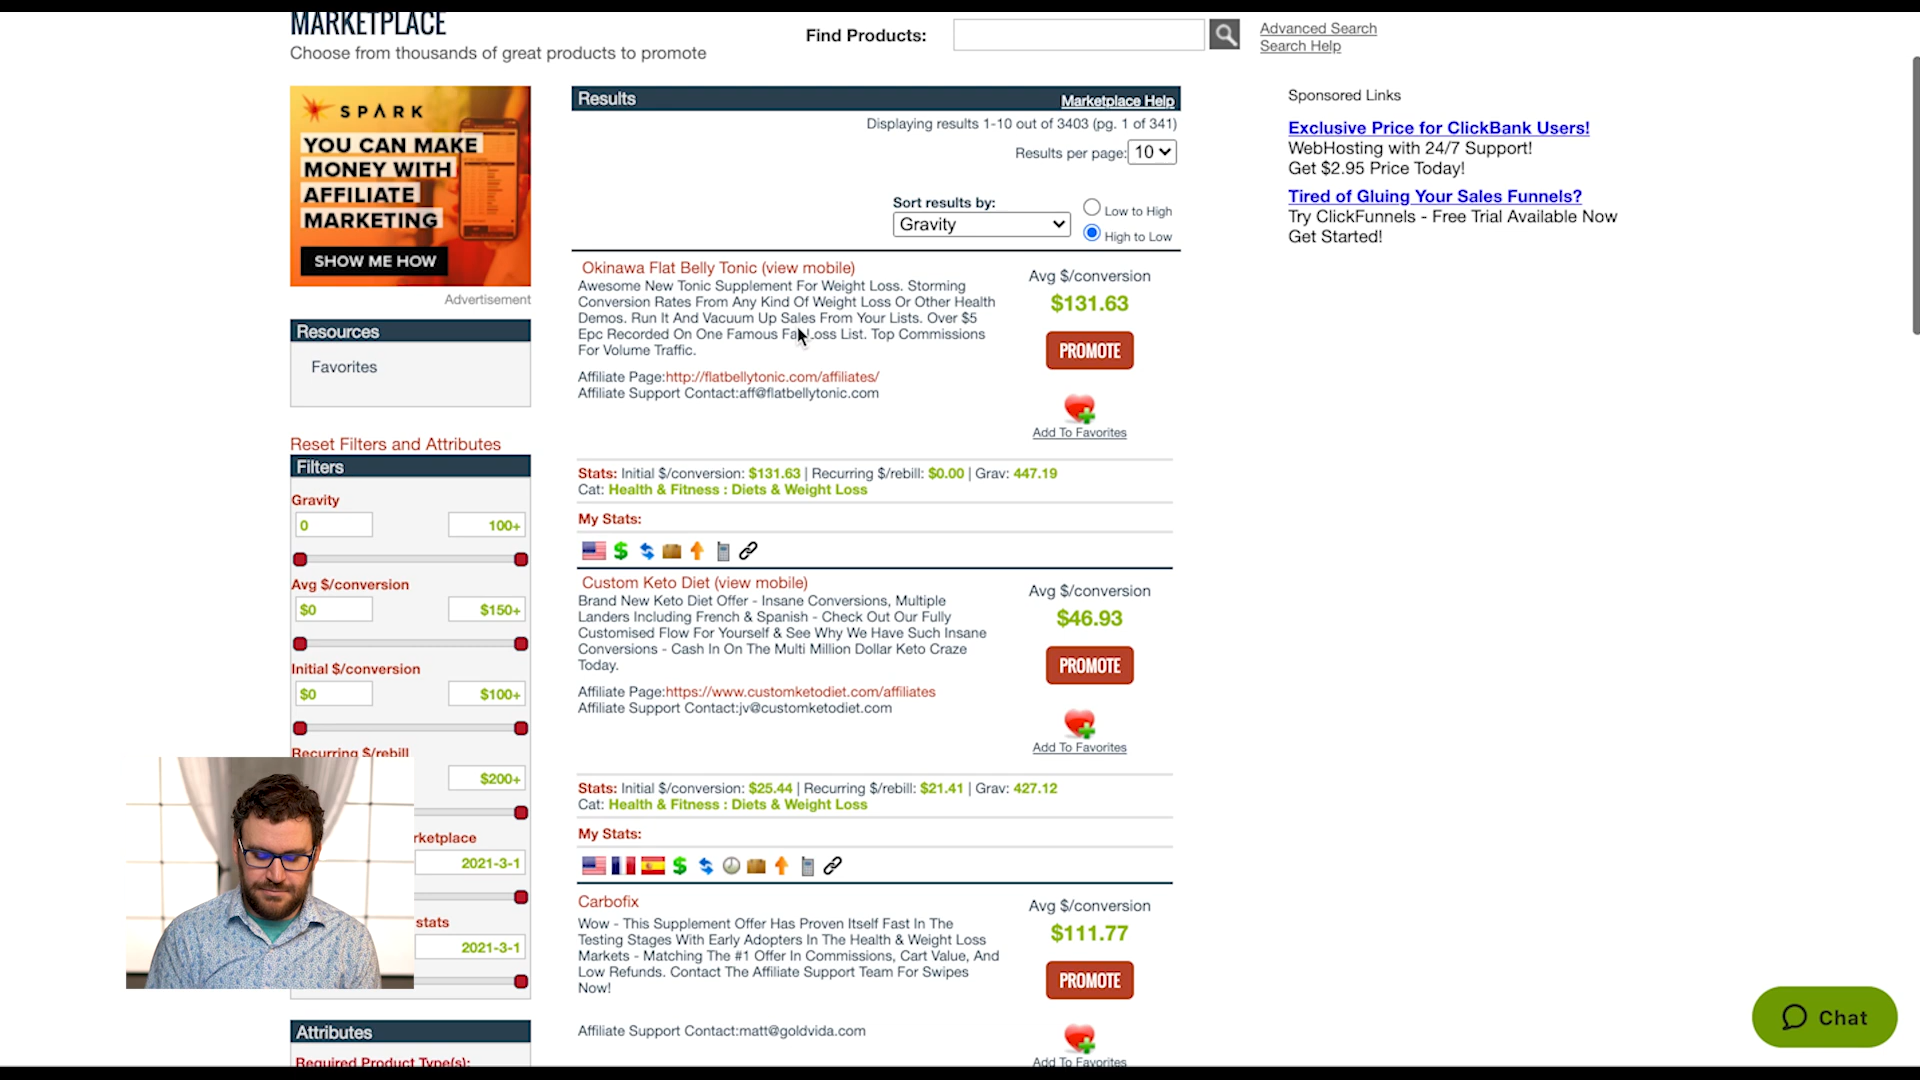 MARKETPLACE
Choose from thousands of great products to promote
Find Products:
Advanced Search
Search Help
SPARK
YOU CAN MAKE
MONEY WITH
AFFILIATE
MARKETING
SHOW ME HOW
Advertisement
Resources
Favorites
Reset Filters and Attributes
Filters
Gravity
0 100+
Avg $/conversion
$0 $150+
Initial $/conversion
$0 $100+
Recurring $/rebill
$200+
rketplace
2021-3-1
stats
2021-3-1
Attributes
Required Product Type(s):
Results Marketplace Help
Displaying results 1-10 out of 3403 (pg. 1 of 341)
Results per page: 10
Sort results by:
Gravity
Low to High
High to Low
Okinawa Flat Belly Tonic (view mobile)
Awesome New Tonic Supplement For Weight Loss. Storming
Conversion Rates From Any Kind Of Weight Loss Or Other Health
Demos. Run It And Vacuum Up Sales From Your Lists. Over $5
Epc Recorded On One Famous Fat Loss List. Top Commissions
For Volume Traffic.
Affiliate Page:http://flatbellytonic.com/affiliates/
Affiliate Support Contact:aff@flatbellytonic.com
Avg $/conversion
$131.63
PROMOTE
Add To Favorites
Stats: Initial $/conversion: $131.63 | Recurring $/rebill: $0.00 | Grav: 447.19
Cat: Health & Fitness : Diets & Weight Loss
My Stats:
Custom Keto Diet (view mobile)
Brand New Keto Diet Offer - Insane Conversions, Multiple
Landers Including French & Spanish - Check Out Our Fully
Customised Flow For Yourself & See Why We Have Such Insane
Conversions - Cash In On The Multi Million Dollar Keto Craze
Today.
Affiliate Page:https://www.customketodiet.com/affiliates
Affiliate Support Contact:jv@customketodiet.com
Avg $/conversion
$46.93
PROMOTE
Add To Favorites
Stats: Initial $/conversion: $25.44 | Recurring $/rebill: $21.41 | Grav: 427.12
Cat: Health & Fitness : Diets & Weight Loss
My Stats:
Carbofix
Wow - This Supplement Offer Has Proven Itself Fast In The
Testing Stages With Early Adopters In The Health & Weight Loss
Markets - Matching The #1 Offer In Commissions, Cart Value, And
Low Refunds. Contact The Affiliate Support Team For Swipes
Now!
Affiliate Support Contact:matt@goldvida.com
Avg $/conversion
$111.77
PROMOTE
Add To Favorites
Sponsored Links
Exclusive Price for ClickBank Users!
WebHosting with 24/7 Support!
Get $2.95 Price Today!
Tired of Gluing Your Sales Funnels?
Try ClickFunnels - Free Trial Available Now
Get Started!
Chat